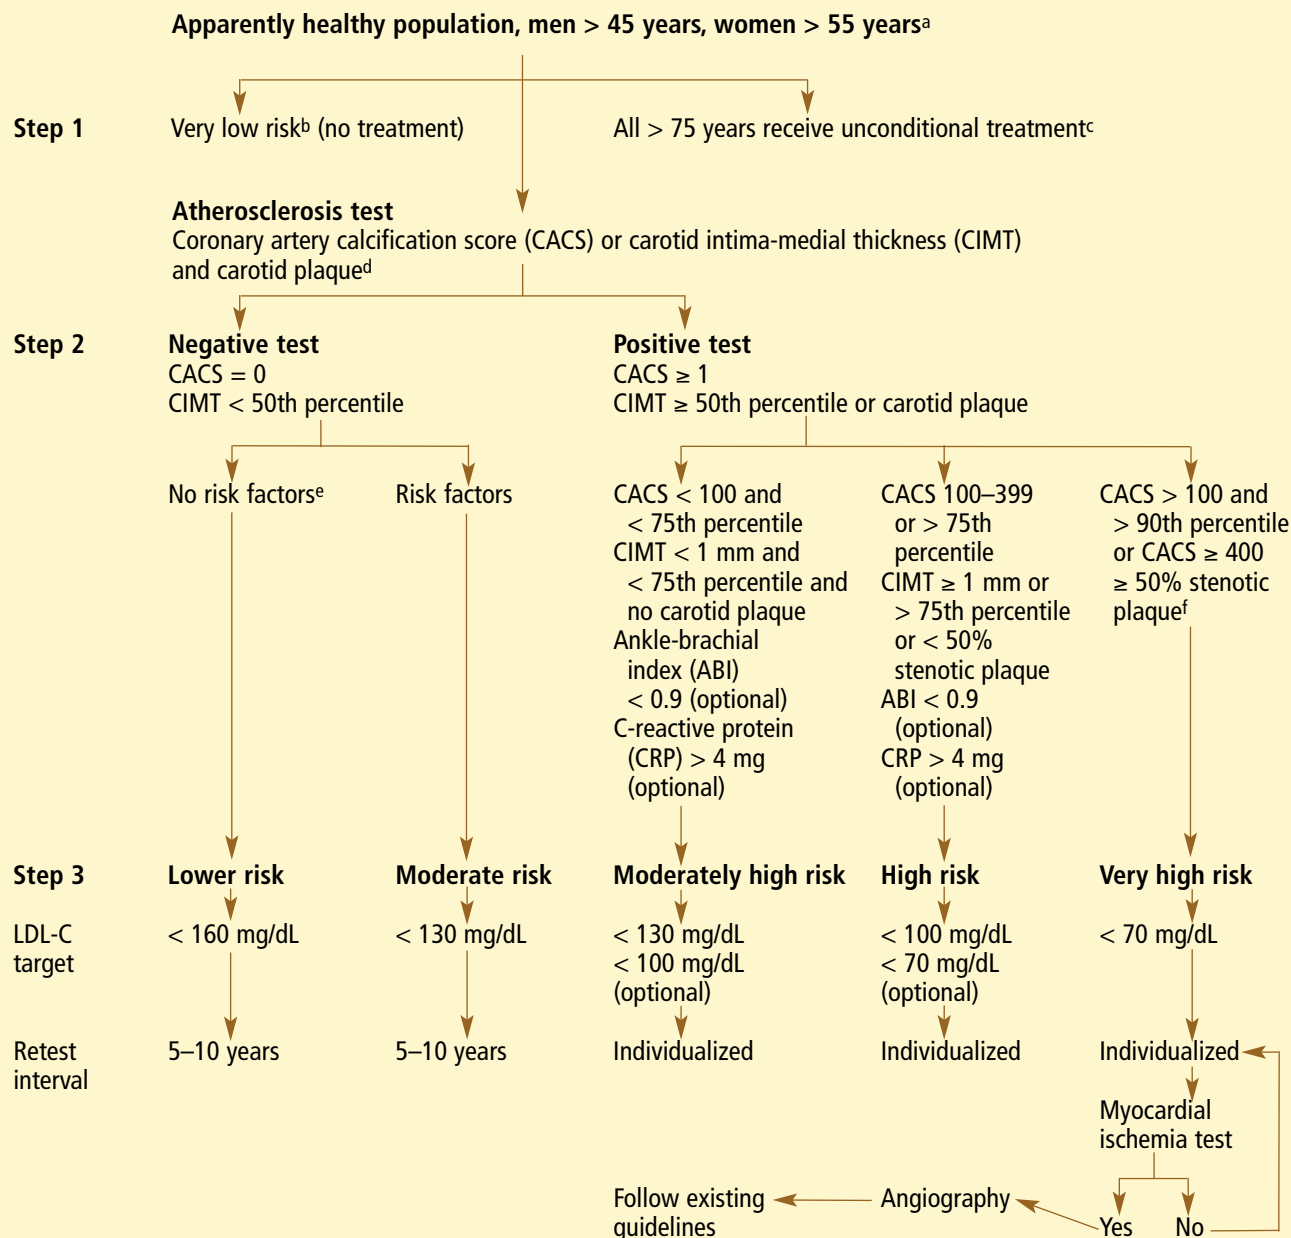 Apparently healthy population, men > 45 years, women > 55 yearsa
Step 1
Very low riskb (no treatment)
All > 75 years receive unconditional treatmentc
Atherosclerosis test
Coronary artery calcification score (CACS) or carotid intima-medial thickness (CIMT)
and carotid plaqued
Step 2
Negative test
CACS = 0
CIMT < 50th percentile
Positive test
CACS ≥ 1
CIMT ≥ 50th percentile or carotid plaque
No risk factorse
Risk factors
CACS < 100 and
< 75th percentile
CIMT < 1 mm and
< 75th percentile and
no carotid plaque
Ankle-brachial
index (ABI)
< 0.9 (optional)
C-reactive protein
(CRP) > 4 mg
(optional)
CACS 100–399
or > 75th
percentile
CIMT ≥ 1 mm or
> 75th percentile
or < 50%
stenotic plaque
ABI < 0.9
(optional)
CRP > 4 mg
(optional)
CACS > 100 and
> 90th percentile
or CACS ≥ 400
≥ 50% stenotic
plaquef
Step 3
Lower risk
Moderate risk
Moderately high risk
High risk
Very high risk
LDL-C
target
< 160 mg/dL
< 130 mg/dL
< 130 mg/dL
< 100 mg/dL
(optional)
< 100 mg/dL
< 70 mg/dL
(optional)
< 70 mg/dL
Retest
interval
5–10 years
5–10 years
Individualized
Individualized
Individualized
Myocardial
ischemia test
Yes
No
Angiography
Follow existing
guidelines